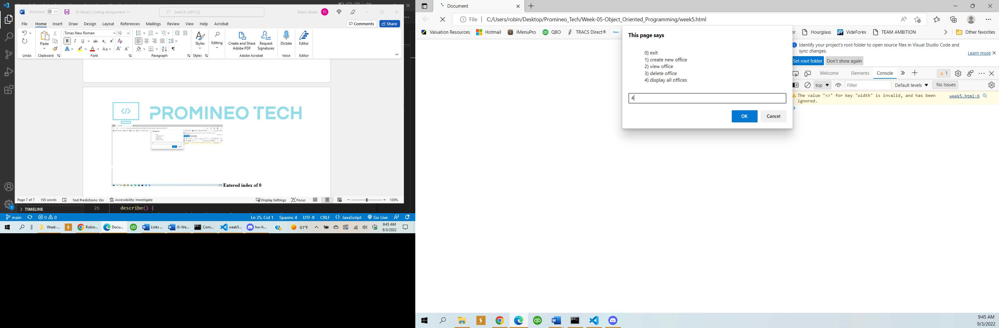 AutoSave Off JS-Week5_Coding-Assignment Search (Alt+Q) Robin Straka RS
File Home Insert Draw Design Layout References Mailings Review View Help Acrobat Comments Share
Times New Roman 12
Paste
B I U ab x₂ x²
A A Aa A A
Styles
Editing
Create and Share
Adobe PDF
Request
Signatures
Dictate
Editor
Undo Clipboard Font Paragraph Styles Adobe Acrobat Voice Editor
</>
PROMINEO TECH
Entered index of 0
Page 7 of 7 195 words Text Predictions: On Accessibility: Investigate Display Settings Focus 100%
TIMELINE
26 describe() {
main 0 0 Ln 25, Col 1 Spaces: 4 UTF-8 CRLF {} JavaScript Go Live
Week-... Robin... Docu... qb Links ... JS-We... Com... week5... hw-h... 61°F 9:45 AM
9/3/2022
Document
File C:/Users/robin/Desktop/Promineo_Tech/Week-05-Object_Oriented_Programming/week5.html
Valuation Resources Hotmail iMenuPro QBO TRACS Direct® Sysco er Hourglass VideForex TEAM AMBITION Other favorites
This page says
0) exit
1) create new office
2) view office
3) delete office
4) display all offices
4
OK Cancel
Identify your project's root folder to open source files in Visual Studio Code and
sync changes.
Learn more
Set root folder Don't show again
Welcome Elements Console 1
top Filter Default levels No Issues
The value "<>" for key "width" is invalid, and has been week5.html:6
ignored.
9:45 AM
9/3/2022